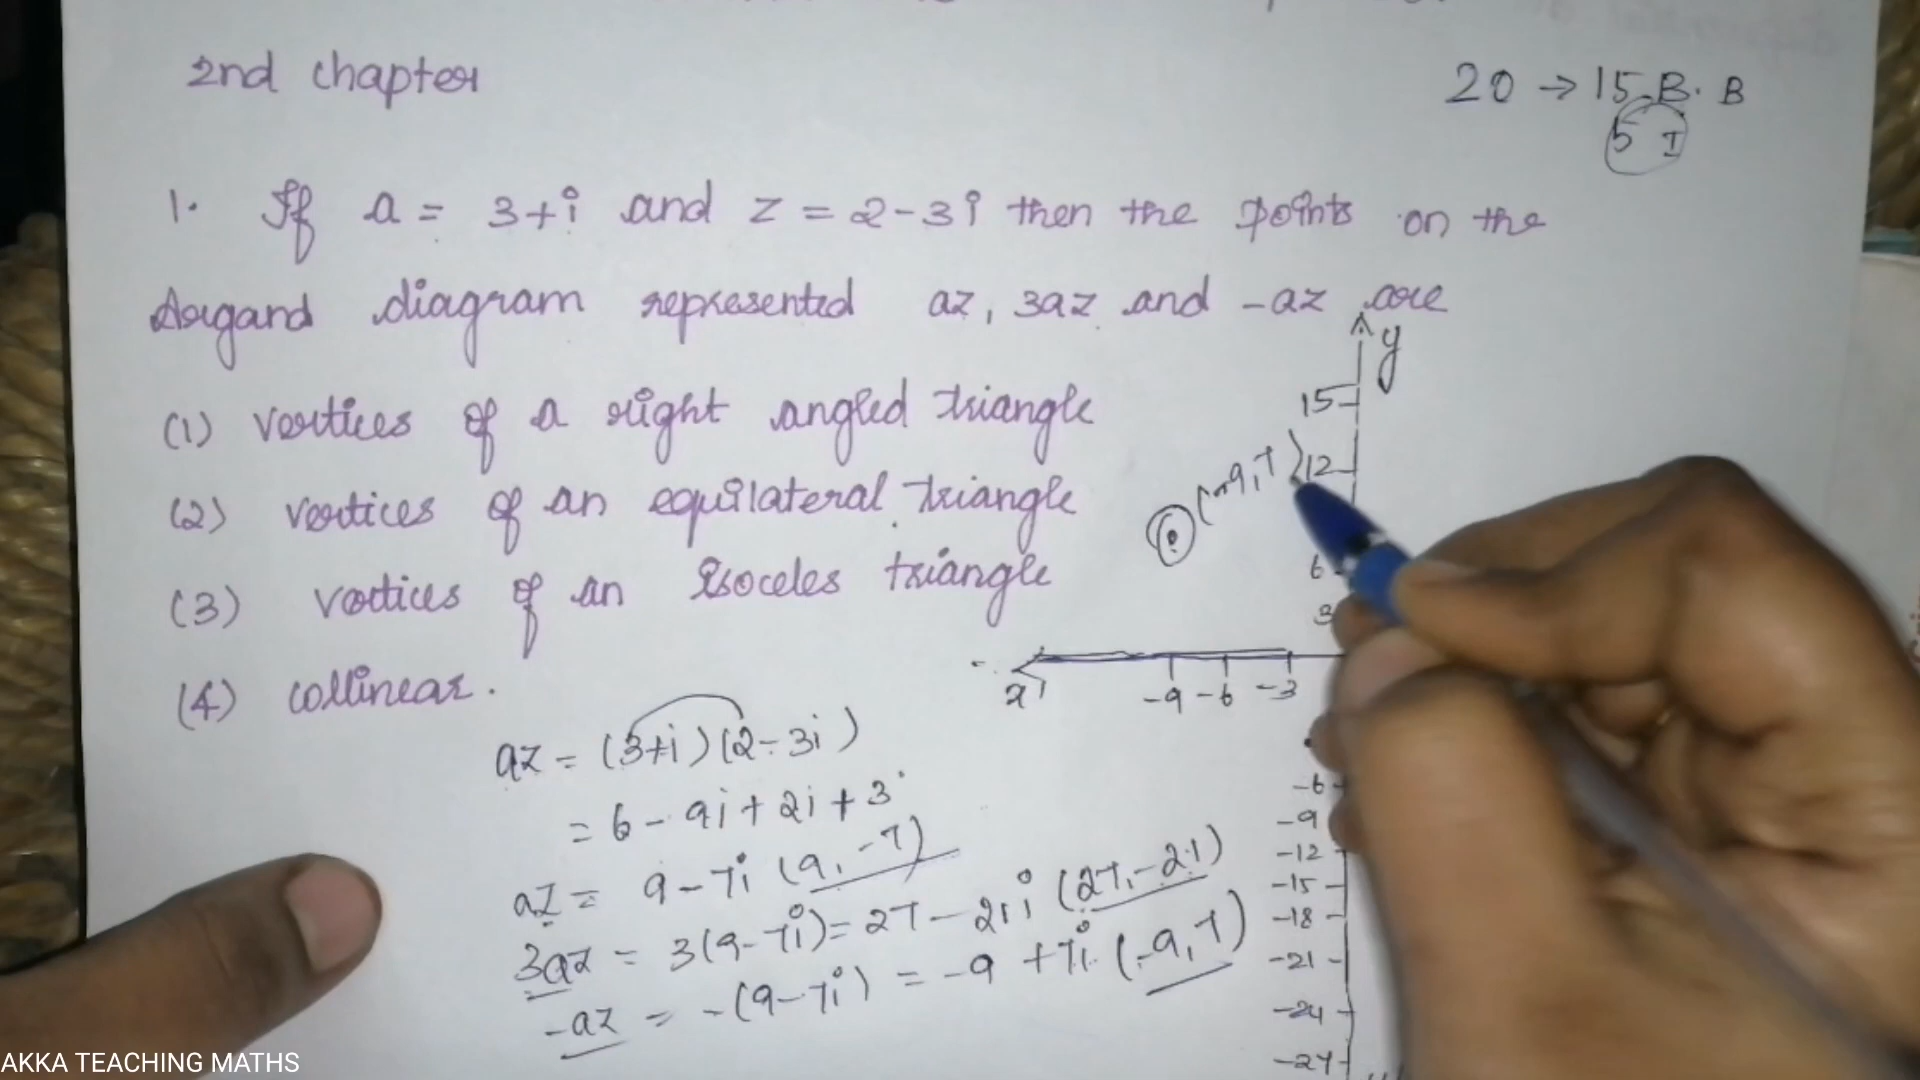 2nd chapter
20 → 15 B. B
5 I
1. If a = 3+i and z = 2-3i then the points on the
Argand diagram represented az, 3az and -az are
(1) vertices of a right angled triangle
(2) vertices of an equilateral triangle
(3) vertices of an Isoceles triangle
(4) collinear.
y
15
12
(-9,7)
6
3
x'
-9 -6 -3
-6
-9
-12
-15
-18
-21
-24
-27
az = (3+i)(2-3i)
= 6 - 9i + 2i + 3
az = 9 - 7i (9, -7)
3az = 3(9-7i) = 27 - 21i (27, -21)
-az = -(9-7i) = -9 + 7i (-9, 7)
AKKA TEACHING MATHS